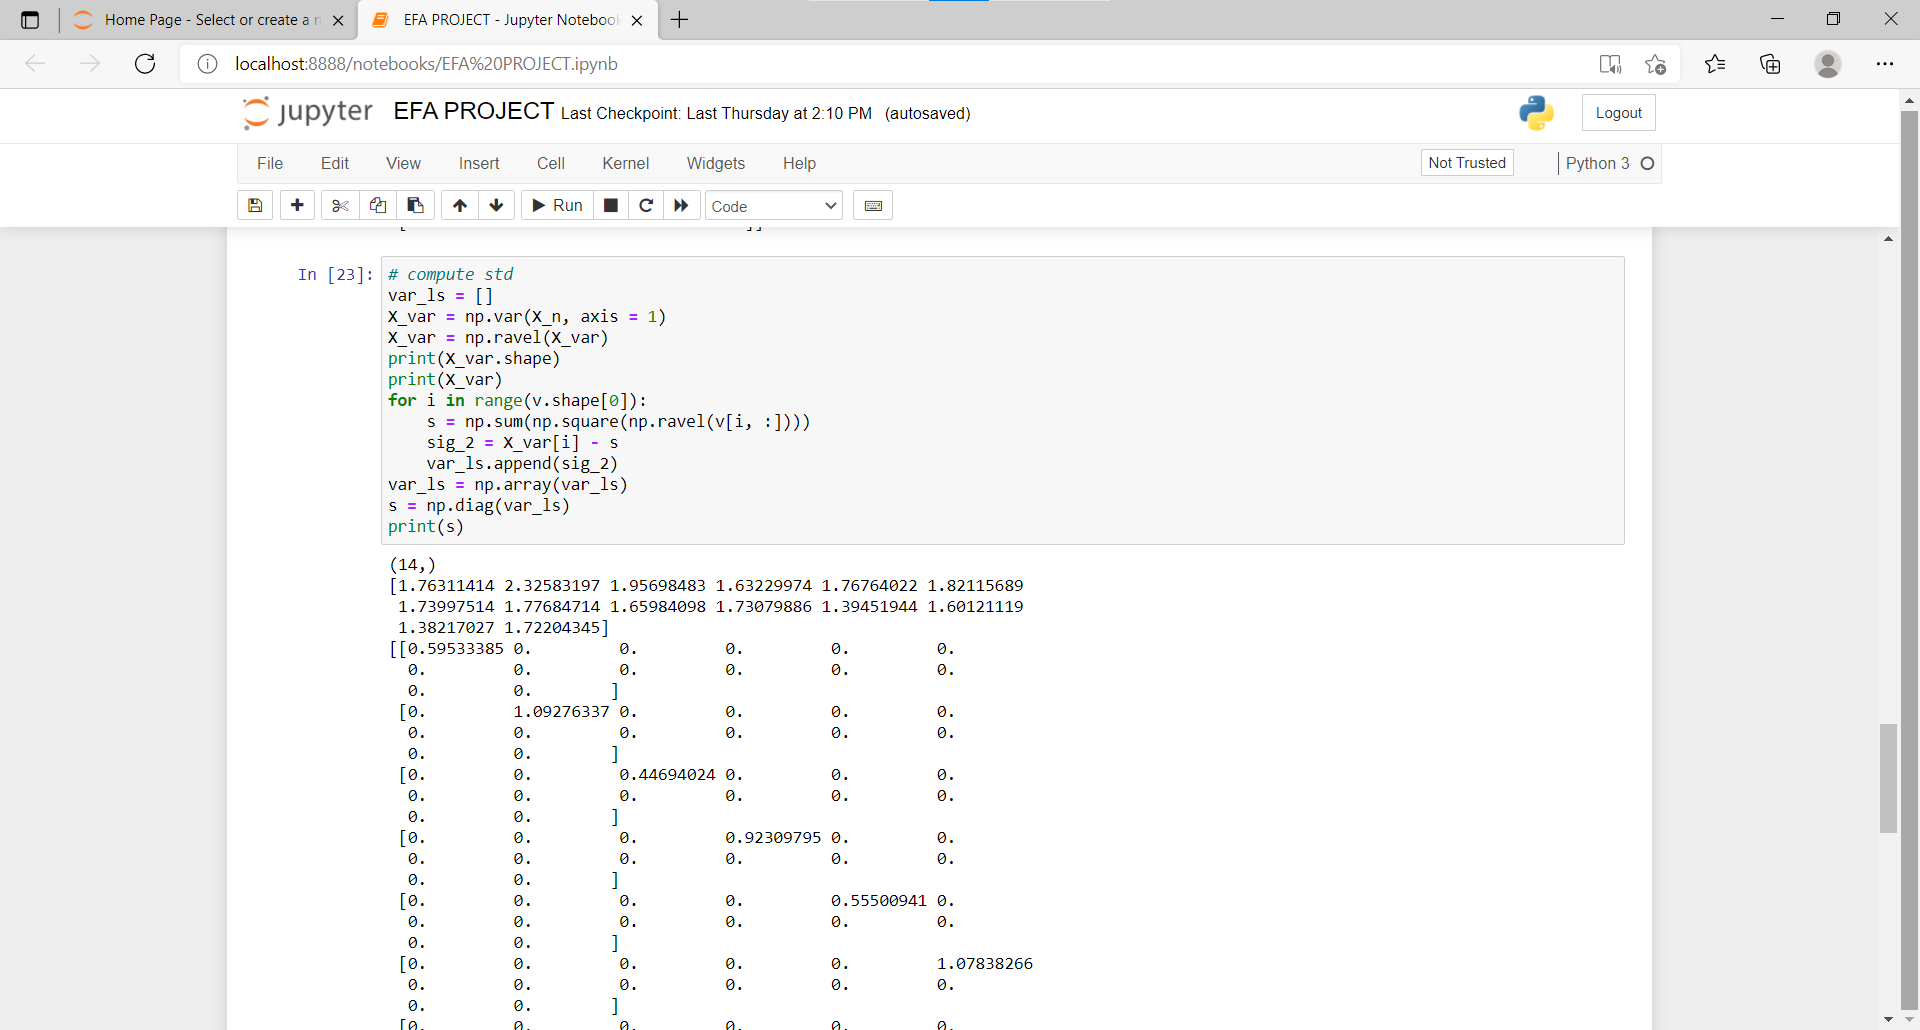 Home Page - Select or create a n
EFA PROJECT - Jupyter Notebook
localhost:8888/notebooks/EFA%20PROJECT.ipynb
jupyter EFA PROJECT Last Checkpoint: Last Thursday at 2:10 PM (autosaved)
Logout
File Edit View Insert Cell Kernel Widgets Help
Not Trusted
Python 3
Run
Code
]]
In [23]: # compute std
var_ls = []
X_var = np.var(X_n, axis = 1)
X_var = np.ravel(X_var)
print(X_var.shape)
print(X_var)
for i in range(v.shape[0]):
    s = np.sum(np.square(np.ravel(v[i, :])))
    sig_2 = X_var[i] - s
    var_ls.append(sig_2)
var_ls = np.array(var_ls)
s = np.diag(var_ls)
print(s)
(14,)
[1.76311414 2.32583197 1.95698483 1.63229974 1.76764022 1.82115689
 1.73997514 1.77684714 1.65984098 1.73079886 1.39451944 1.60121119
 1.38217027 1.72204345]
[[0.59533385 0. 0. 0. 0. 0.
  0. 0. 0. 0. 0. 0.
  0. 0. ]
 [0. 1.09276337 0. 0. 0. 0.
  0. 0. 0. 0. 0. 0.
  0. 0. ]
 [0. 0. 0.44694024 0. 0. 0.
  0. 0. 0. 0. 0. 0.
  0. 0. ]
 [0. 0. 0. 0.92309795 0. 0.
  0. 0. 0. 0. 0. 0.
  0. 0. ]
 [0. 0. 0. 0. 0.55500941 0.
  0. 0. 0. 0. 0. 0.
  0. 0. ]
 [0. 0. 0. 0. 0. 1.07838266
  0. 0. 0. 0. 0. 0.
  0. 0. ]
 [0. 0. 0. 0. 0. 0.